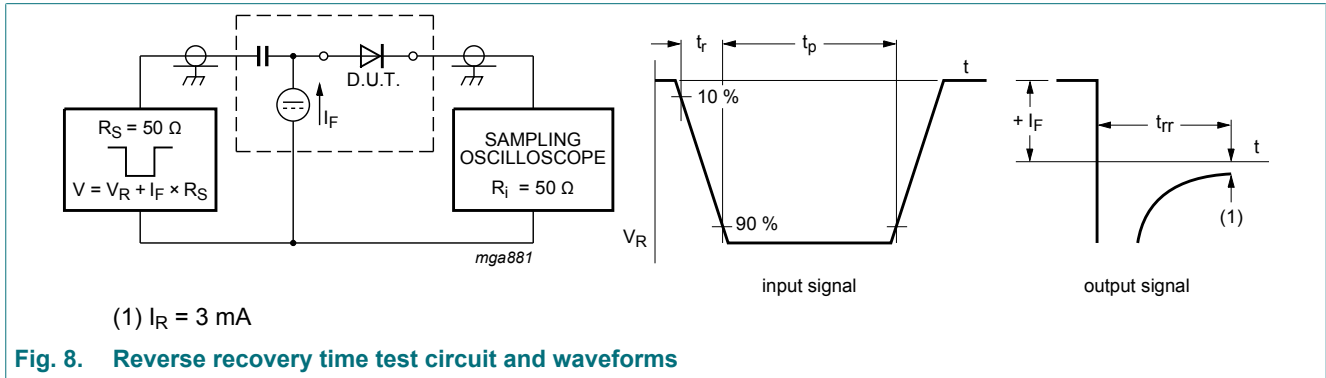 D.U.T.
I_F
R_S = 50 Ω
V = V_R + I_F × R_S
SAMPLING
OSCILLOSCOPE
R_i = 50 Ω
mga881
t_r
t_p
t
10 %
90 %
V_R
input signal
+ I_F
t_rr
t
(1)
output signal
(1) I_R = 3 mA
Fig. 8. Reverse recovery time test circuit and waveforms